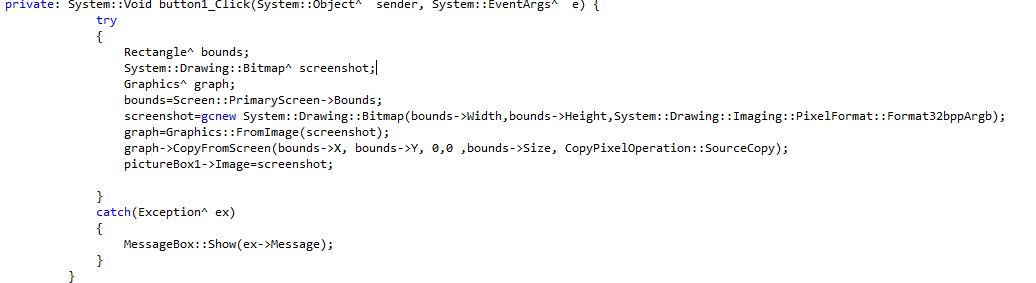 private: System::Void button1_Click(System::Object^  sender, System::EventArgs^  e) {
try
{
Rectangle^ bounds;
System::Drawing::Bitmap^ screenshot;
Graphics^ graph;
bounds=Screen::PrimaryScreen->Bounds;
screenshot=gcnew System::Drawing::Bitmap(bounds->Width,bounds->Height,System::Drawing::Imaging::PixelFormat::Format32bppArgb);
graph=Graphics::FromImage(screenshot);
graph->CopyFromScreen(bounds->X, bounds->Y, 0,0 ,bounds->Size, CopyPixelOperation::SourceCopy);
pictureBox1->Image=screenshot;
}
catch(Exception^ ex)
{
MessageBox::Show(ex->Message);
}
}